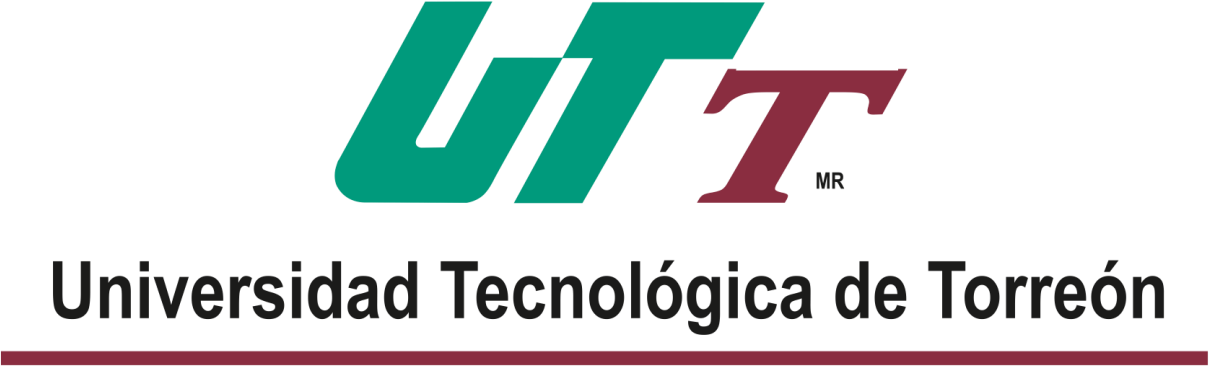 UTT
MR
Universidad Tecnológica de Torreón